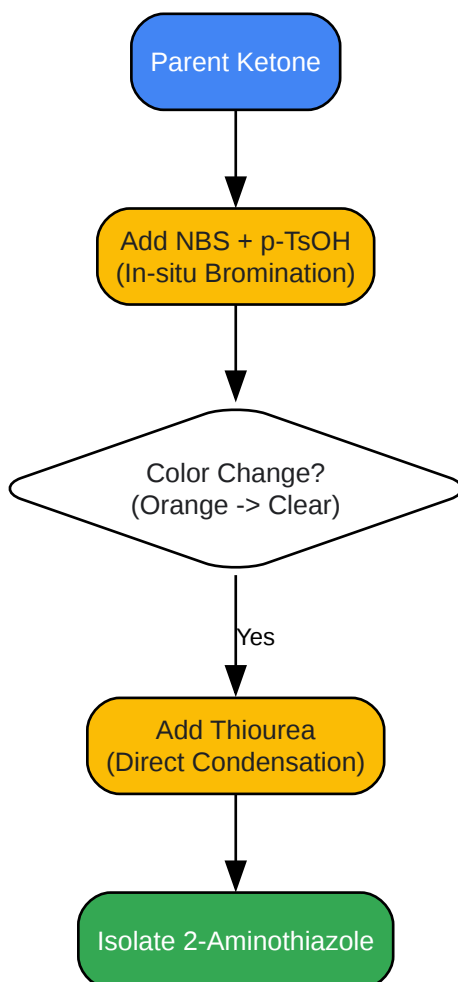 Parent Ketone
Add NBS + p-TsOH
(In-situ Bromination)
Color Change?
(Orange -> Clear)
Yes
Add Thiourea
(Direct Condensation)
Isolate 2-Aminothiazole